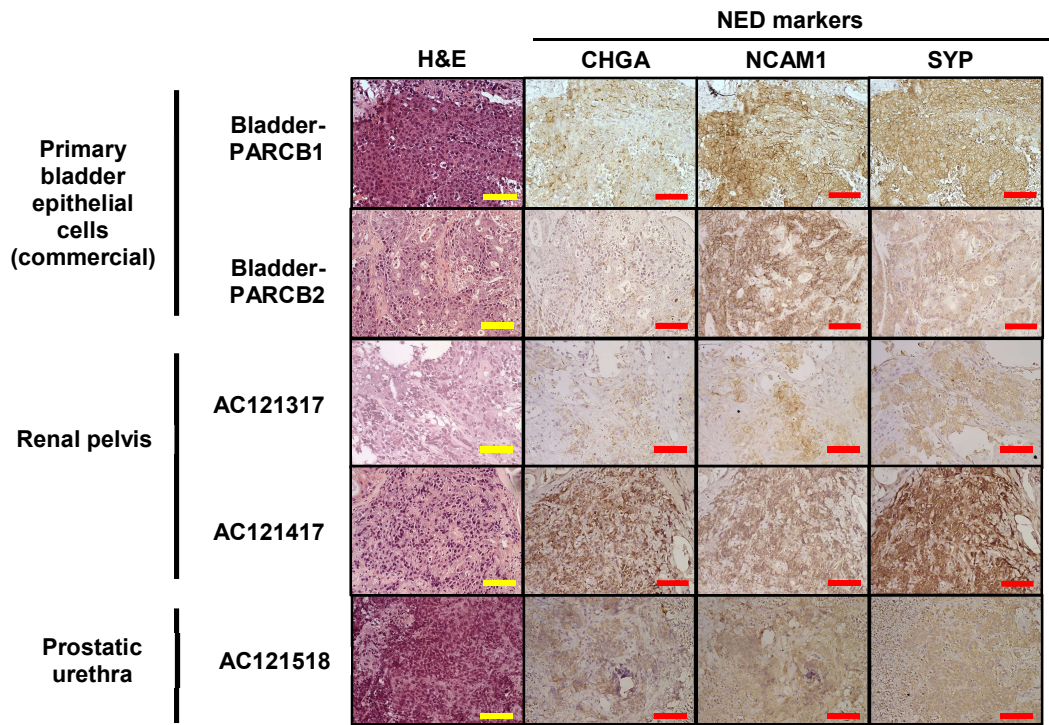 NED markers
H&E
CHGA
NCAM1
SYP
Primary
bladder
epithelial
cells
(commercial)
Bladder-
PARCB1
Bladder-
PARCB2
Renal pelvis
AC121317
AC121417
Prostatic
urethra
AC121518